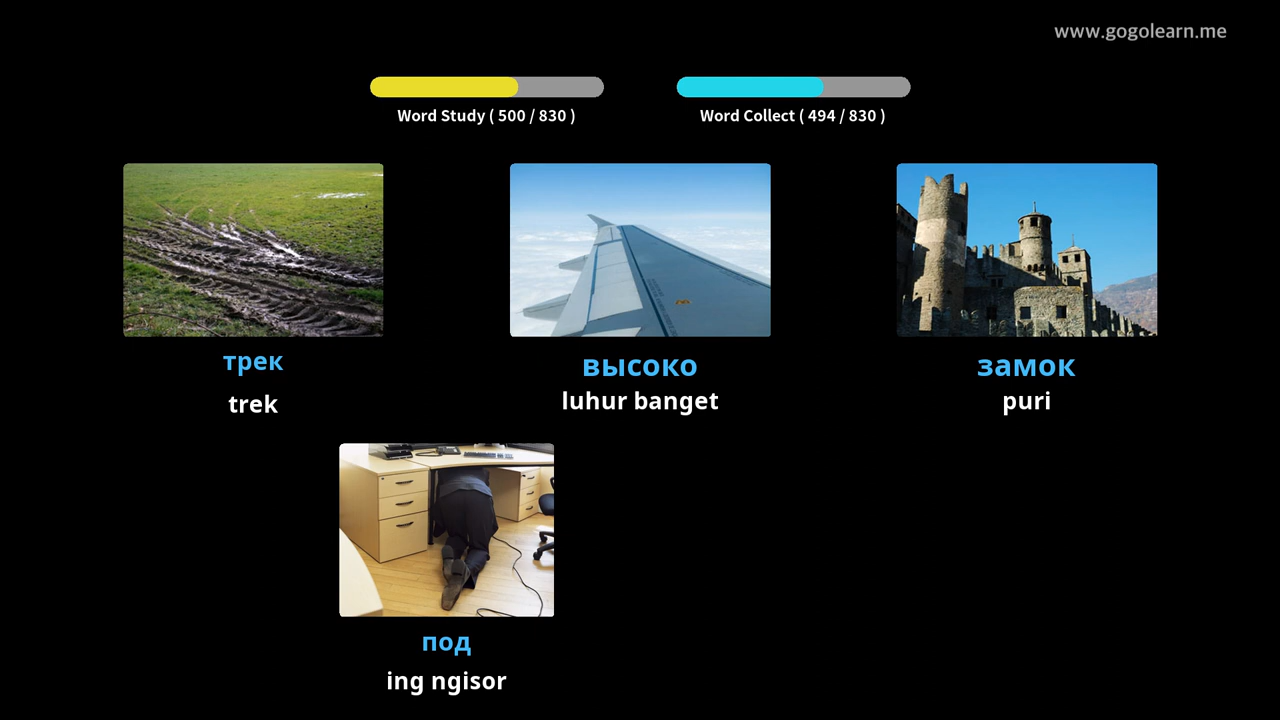 www.gogolearn.me
Word Study ( 500 / 830 )
Word Collect ( 494 / 830 )
трек
trek
высоко
luhur banget
замок
puri
под
ing ngisor